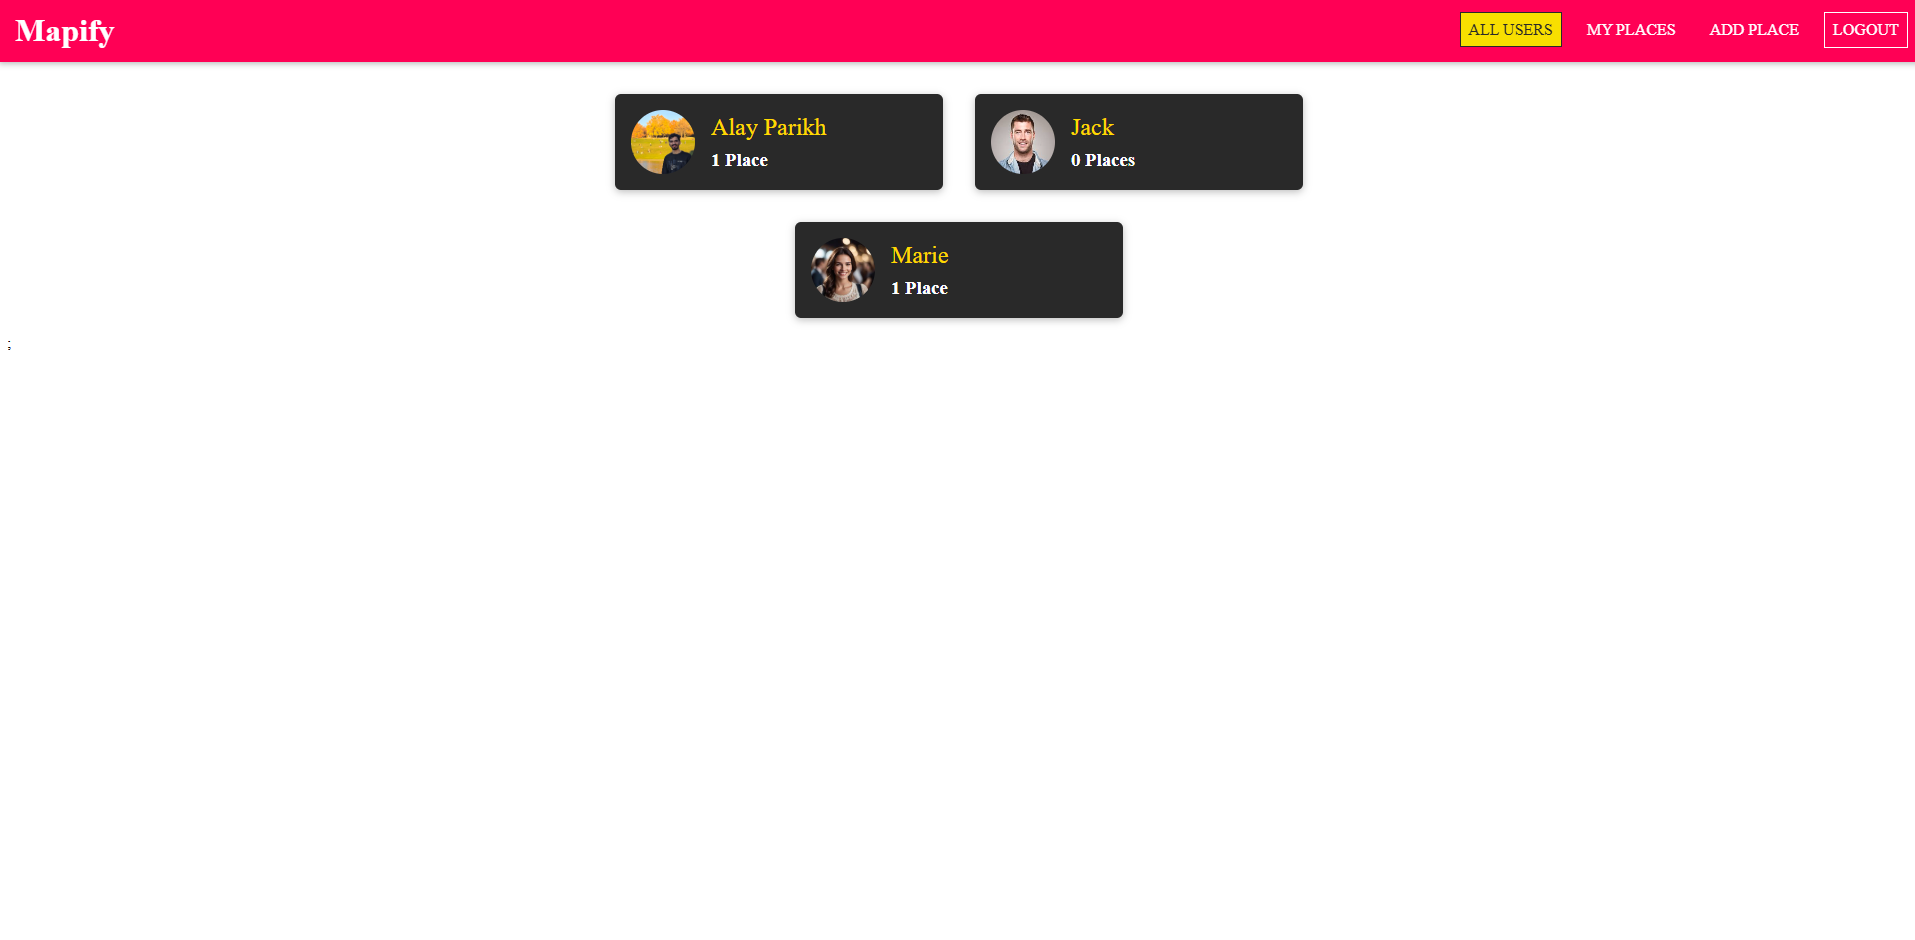 Mapify
ALL USERS
MY PLACES
ADD PLACE
LOGOUT
Alay Parikh
1 Place
Jack
0 Places
Marie
1 Place
;